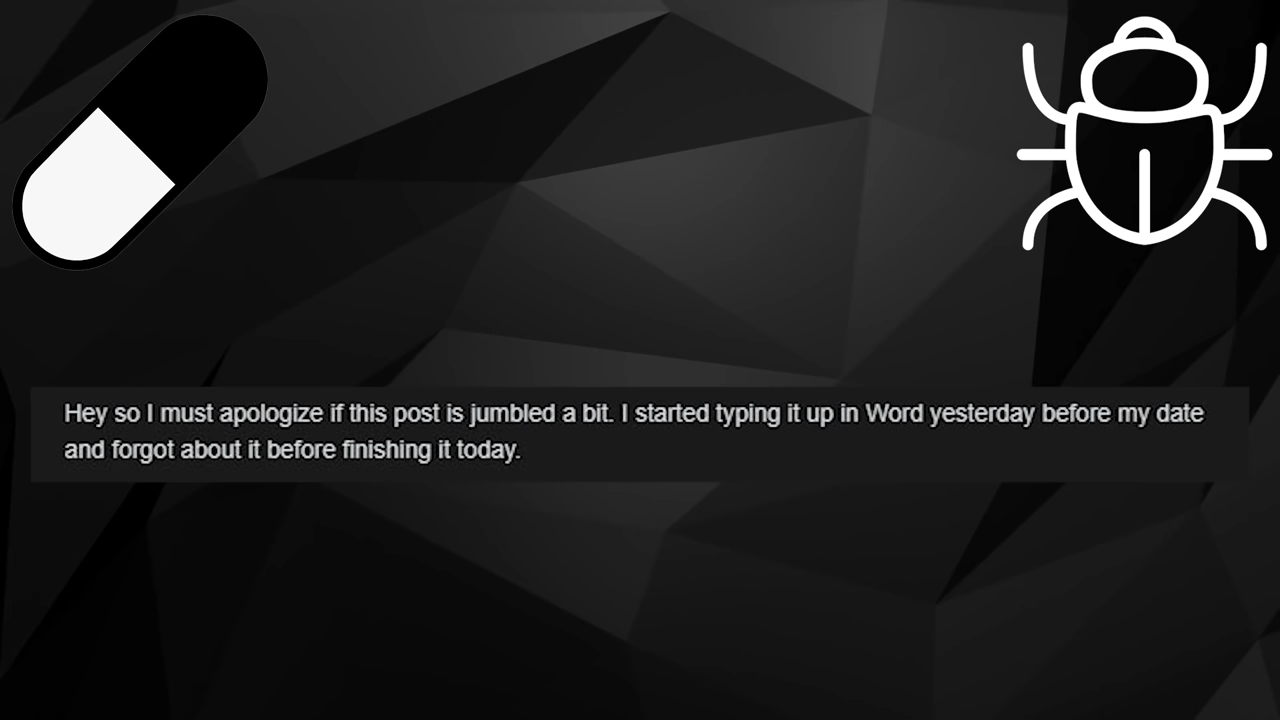 Hey so I must apologize if this post is jumbled a bit. I started typing it up in Word yesterday before my date
and forgot about it before finishing it today.